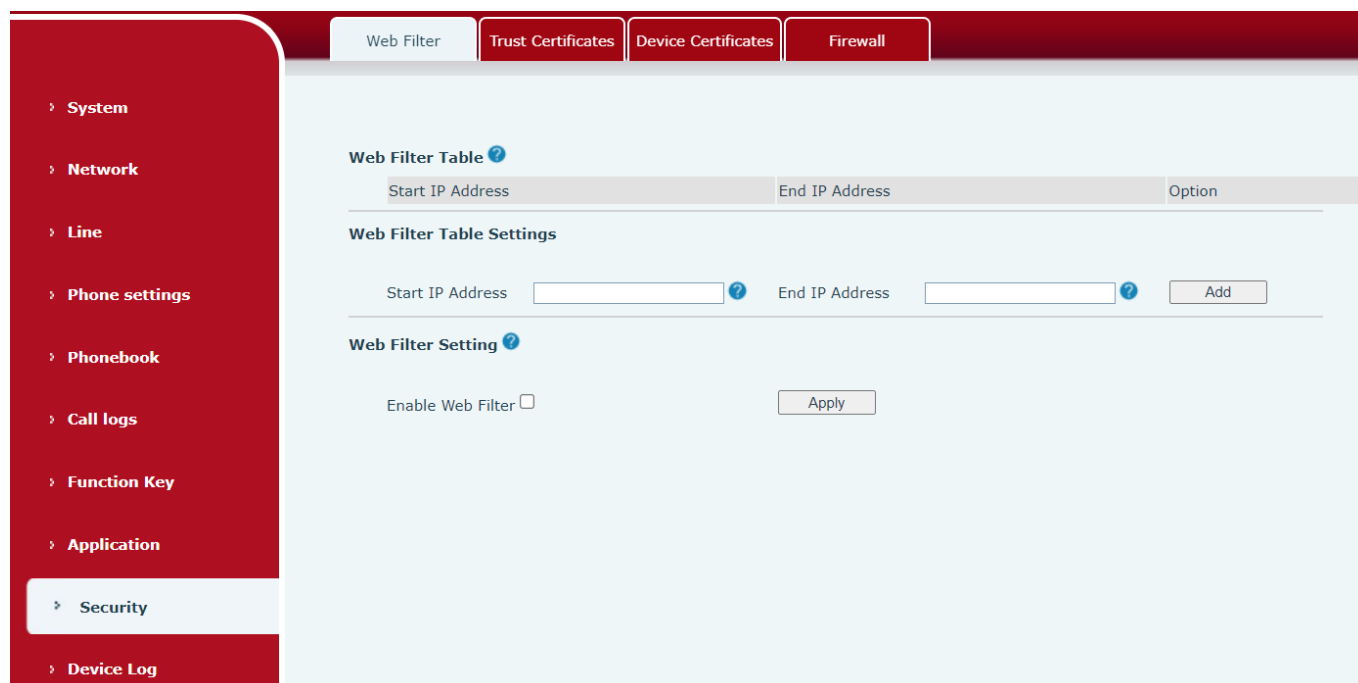 Web Filter Trust Certificates Device Certificates Firewall
System
Network
Line
Phone settings
Phonebook
Call logs
Function Key
Application
Security
Device Log
Web Filter Table ?
Start IP Address End IP Address Option
Web Filter Table Settings
Start IP Address ? End IP Address ? Add
Web Filter Setting ?
Enable Web Filter Apply